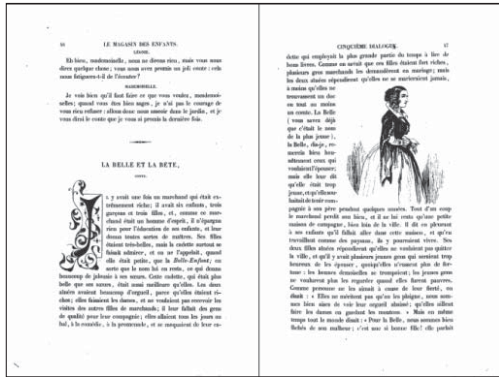 56 LE MAGASIN DES ENFANTS.
LÉONIE.
Eh bien, mademoiselle, nous ne dirons rien, mais vous nous
direz quelque chose; vous nous avez promis un joli conte : cela
vous fatiguera-t-il de l'écouter?
MADEMOISELLE.
Je vois bien qu'il faut faire ce que vous voulez, mesdemoi-
selles; quand vous êtes bien sages, je n'ai pas le courage de
vous rien refuser : allons donc nous asseoir dans le jardin, et je
vous dirai le conte que je vous ai promis la dernière fois.
LA BELLE ET LA BÊTE,
CONTE.
Il y avait une fois un marchand qui était ex-
trêmement riche; il avait six enfants, trois
garçons et trois filles, et, comme ce mar-
chand était un homme d'esprit, il n'épargna
rien pour l'éducation de ses enfants, et leur
donna toutes sortes de maîtres. Ses filles
étaient très-belles, mais la cadette surtout se
faisait admirer, et on ne l'appelait, quand
elle était petite, que la Belle-Enfant; en
sorte que le nom lui en resta, ce qui donna
beaucoup de jalousie à ses sœurs. Cette cadette, qui était plus
belle que ses sœurs, était aussi meilleure qu'elles. Les deux
aînées avaient beaucoup d'orgueil, parce qu'elles étaient ri-
ches; elles faisaient les dames, et ne voulaient pas recevoir les
visites des autres filles de marchands; il leur fallait des gens
de qualité pour leur compagnie; elles allaient tous les jours au
bal, à la comédie, à la promenade, et se moquaient de leur ca-
CINQUIÈME DIALOGUE. 57
dette qui employait la plus grande partie du temps à lire de
bons livres. Comme on savait que ces filles étaient fort riches,
plusieurs gros marchands les demandèrent en mariage; mais
les deux aînées répondirent qu'elles ne se marieraient jamais,
à moins qu'elles ne
trouvassent un duc
ou tout au moins
un comte. La Belle
(vous savez déjà
que c'était le nom
de la plus jeune);
la Belle, dis-je, re-
mercia bien hon-
nêtement ceux qui
voulaient l'épouser;
mais elle leur dit
qu'elle était trop
jeune, et qu'elle sou-
haitait de tenir com-
pagnie à son père pendant quelques années. Tout d'un coup
le marchand perdit son bien, et il ne lui resta qu'une petite
maison de campagne, bien loin de la ville. Il dit en pleurant
à ses enfants qu'il fallait aller dans cette maison, et qu'en
travaillant comme des paysans, ils y pourraient vivre. Ses
deux filles aînées répondirent qu'elles ne voulaient pas quitter
la ville, et qu'il y avait plusieurs jeunes gens qui seraient trop
heureux de les épouser, quoiqu'elles n'eussent plus de for-
tune : les bonnes demoiselles se trompaient; les jeunes gens
ne voulurent plus les regarder quand elles furent pauvres.
Comme personne ne les aimait à cause de leur fierté, on
disait : « Elles ne méritent pas qu'on les plaigne, nous som-
mes bien aises de voir leur orgueil abaissé; qu'elles aillent
faire les dames en gardant les moutons. » Mais en même
temps tout le monde disait : « Pour la Belle, nous sommes bien
fâchés de son malheur; c'est une si bonne fille! elle parlait